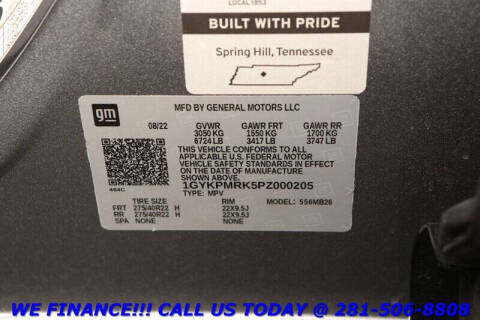 LOCAL 1853
BUILT WITH PRIDE
Spring Hill, Tennessee
gm
MFD BY GENERAL MOTORS LLC
08/22 GVWR GAWR FRT GAWR RR
3050 KG 1550 KG 1700 KG
6724 LB 3417 LB 3747 LB
THIS VEHICLE CONFORMS TO ALL
APPLICABLE U.S. FEDERAL MOTOR
VEHICLE SAFETY STANDARDS
IN EFFECT ON THE DATE OF
MANUFACTURE SHOWN ABOVE.
1GYKPMRK5PZ000205
TYPE: MPV
484C
TIRE SIZE RIM MODEL: 556MB26
FRT 275/40R22 H 22X9.5J
RR 275/40R22 H 22X9.5J
SPA NONE NONE
WE FINANCE!!! CALL US TODAY @ 281-506-8808